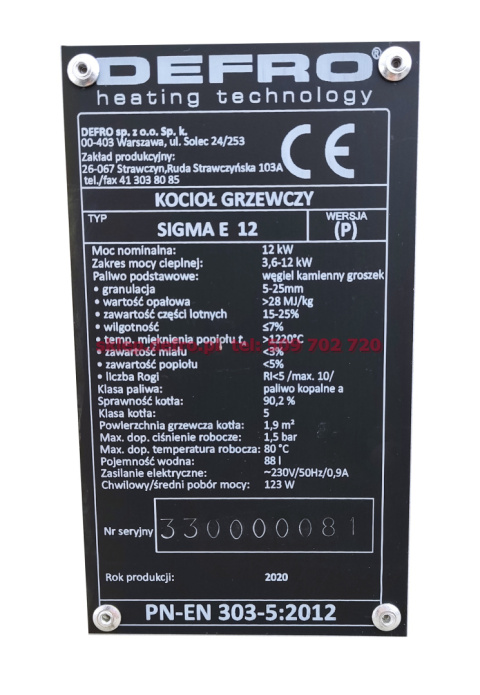 DEFRO®
heating technology
DEFRO sp. z o.o. Sp. k.
00-403 Warszawa, ul. Solec 24/253
Zakład produkcyjny:
26-067 Strawczyn,Ruda Strawczyńska 103A
tel./fax 41 303 80 85
CE
KOCIOŁ GRZEWCZY
TYP SIGMA E 12 WERSJA (P)
Moc nominalna: 12 kW
Zakres mocy cieplnej: 3,6-12 kW
Paliwo podstawowe: węgiel kamienny groszek
• granulacja 5-25mm
• wartość opałowa >28 MJ/kg
• zawartość części lotnych 15-25%
• wilgotność ≤7%
• temp. mięknienia popiołu t >1220°C
sklep.defro.pl tel: 702 720
• zawartość miału <3%
• zawartość popiołu <5%
• liczba Rogi RI<5 /max. 10/
Klasa paliwa: paliwo kopalne a
Sprawność kotła: 90,2 %
Klasa kotła: 5
Powierzchnia grzewcza kotła: 1,9 m²
Max. dop. ciśnienie robocze: 1,5 bar
Max. dop. temperatura robocza: 80 °C
Pojemność wodna: 88 l
Zasilanie elektryczne: ~230V/50Hz/0,9A
Chwilowy/średni pobór mocy: 123 W
Nr seryjny 330000081
Rok produkcji: 2020
PN-EN 303-5:2012